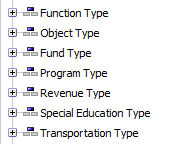 Function Type
Object Type
Fund Type
Program Type
Revenue Type
Special Education Type
Transportation Type